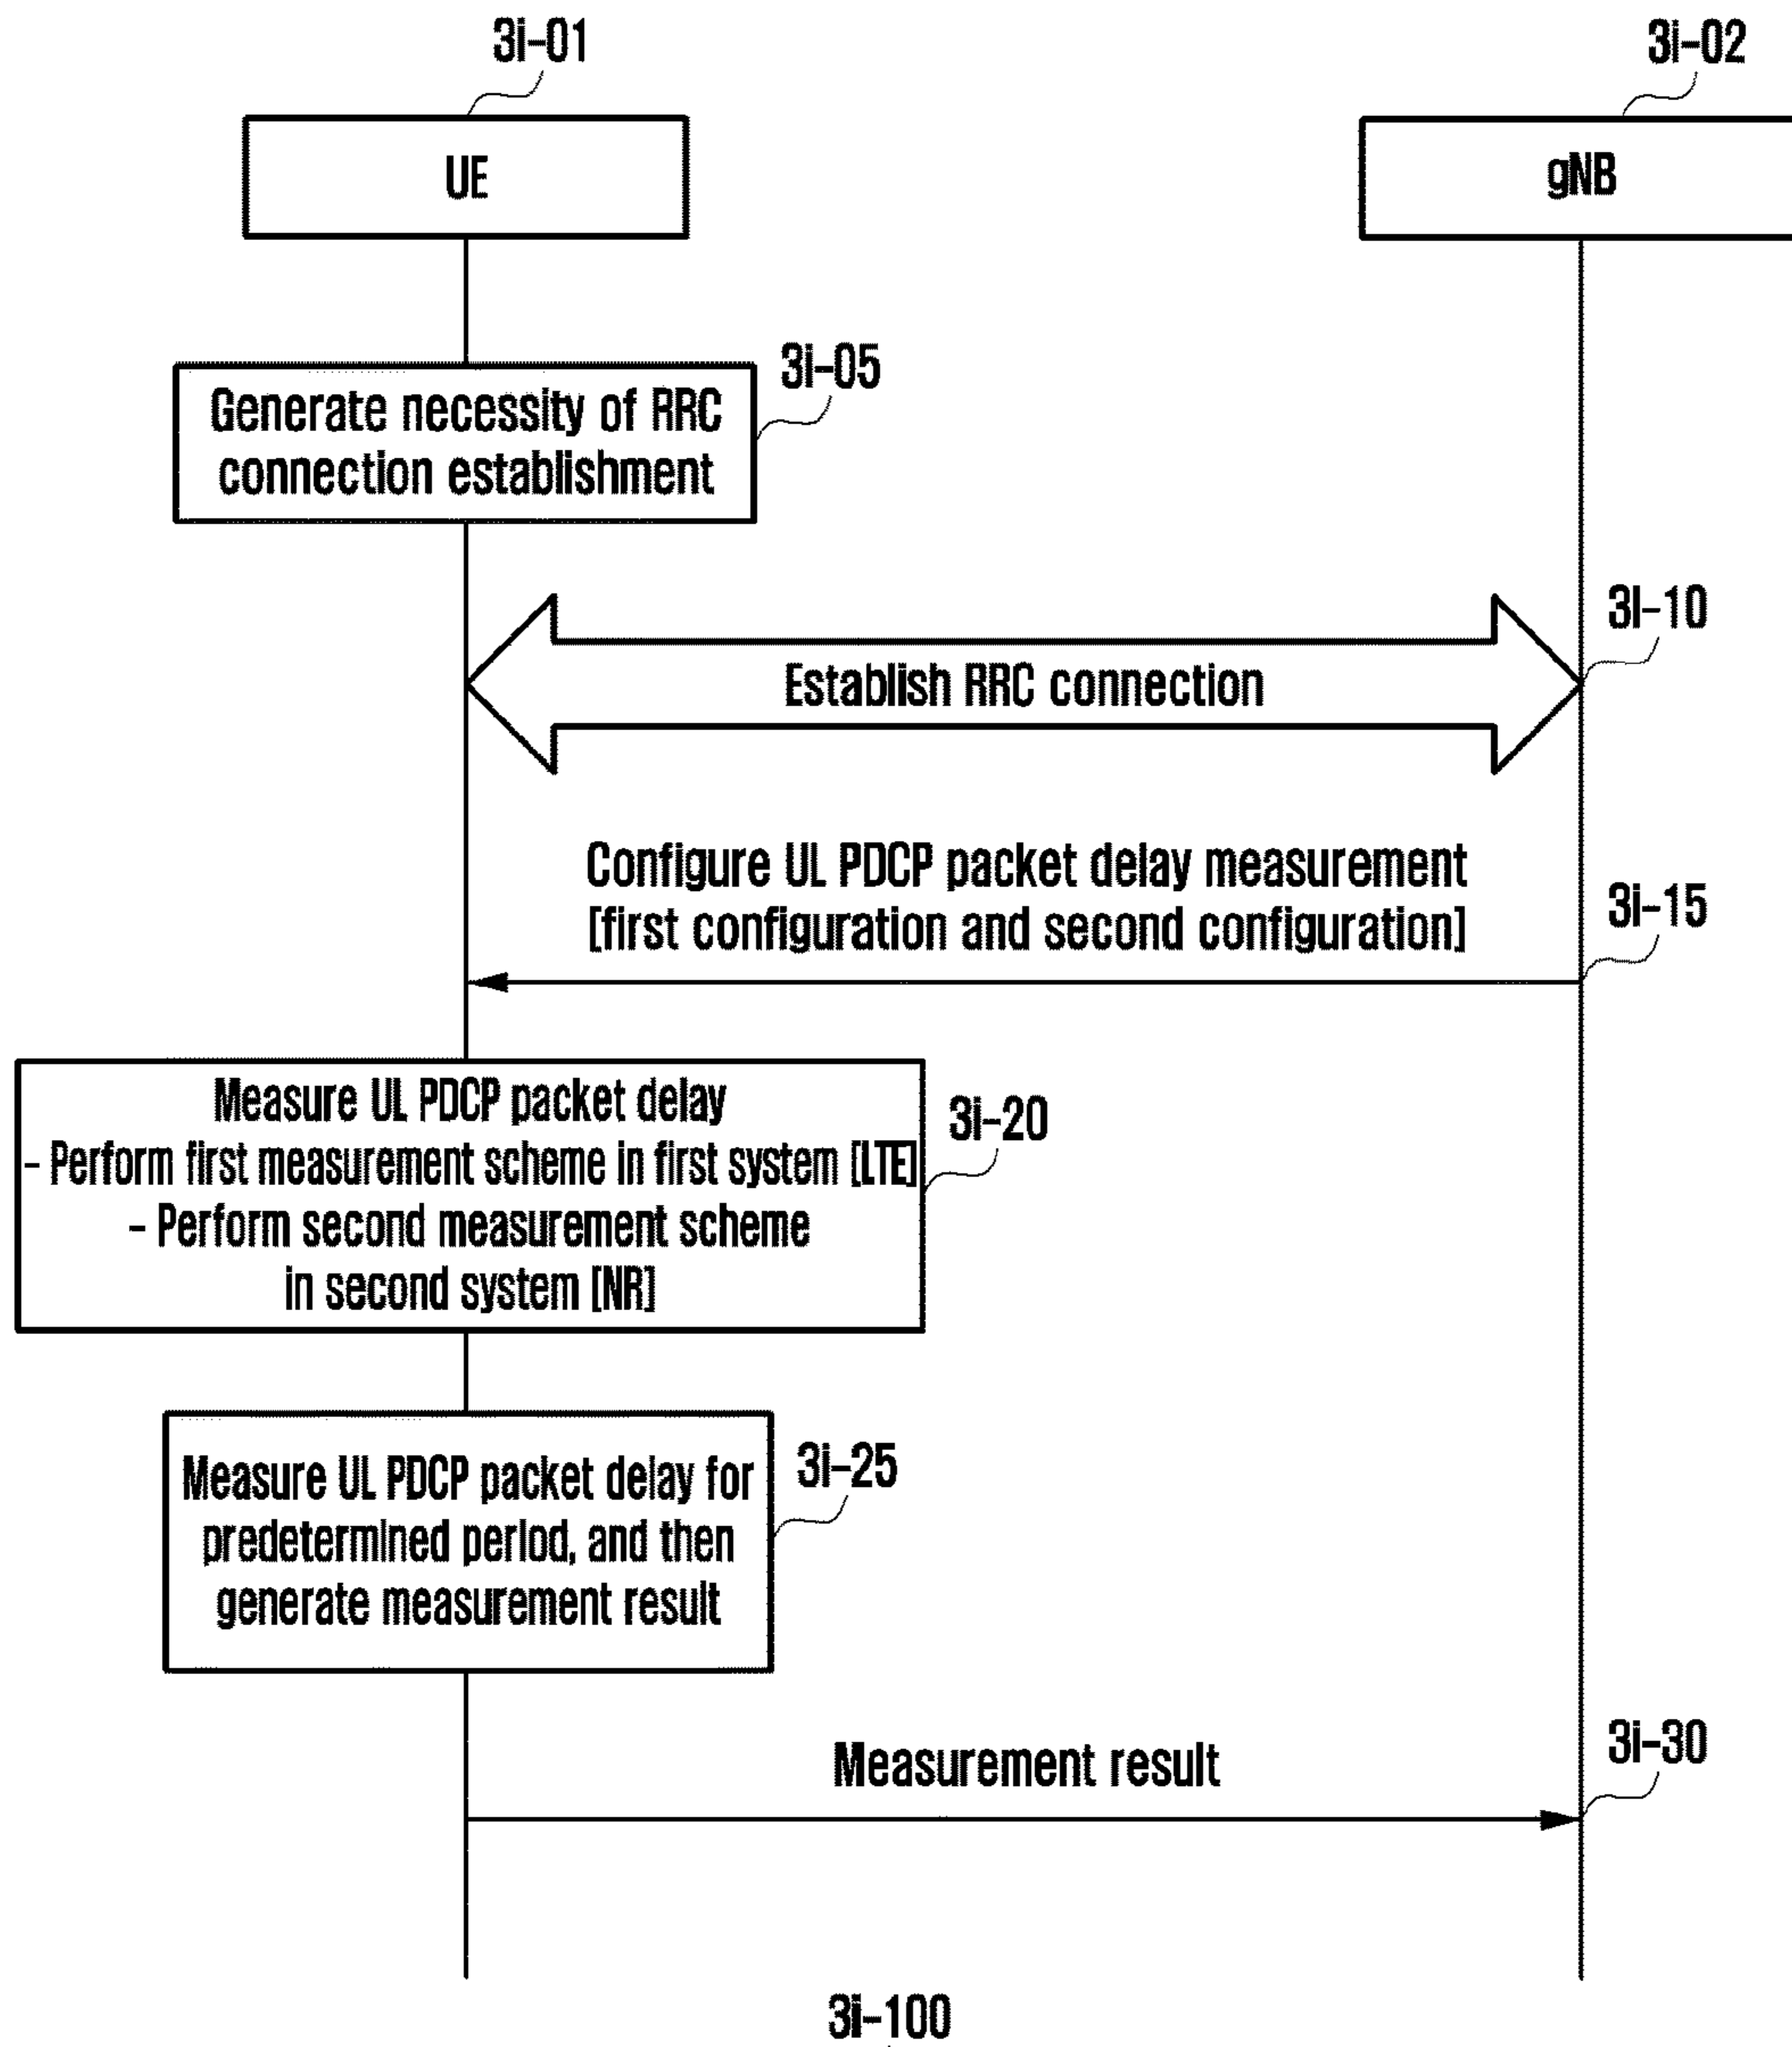 3i-01
3i-02
UE
gNB
3i-05
Generate necessity of RRC
connection establishment
3i-10
Establish RRC connection
Configure UL PDCP packet delay measurement
[first configuration and second configuration]
3i-15
Measure UL PDCP packet delay
- Perform first measurement scheme in first system [LTE]
- Perform second measurement scheme
in second system [NR]
3i-20
Measure UL PDCP packet delay for
predetermined period, and then
generate measurement result
3i-25
Measurement result
3i-30
3i-100